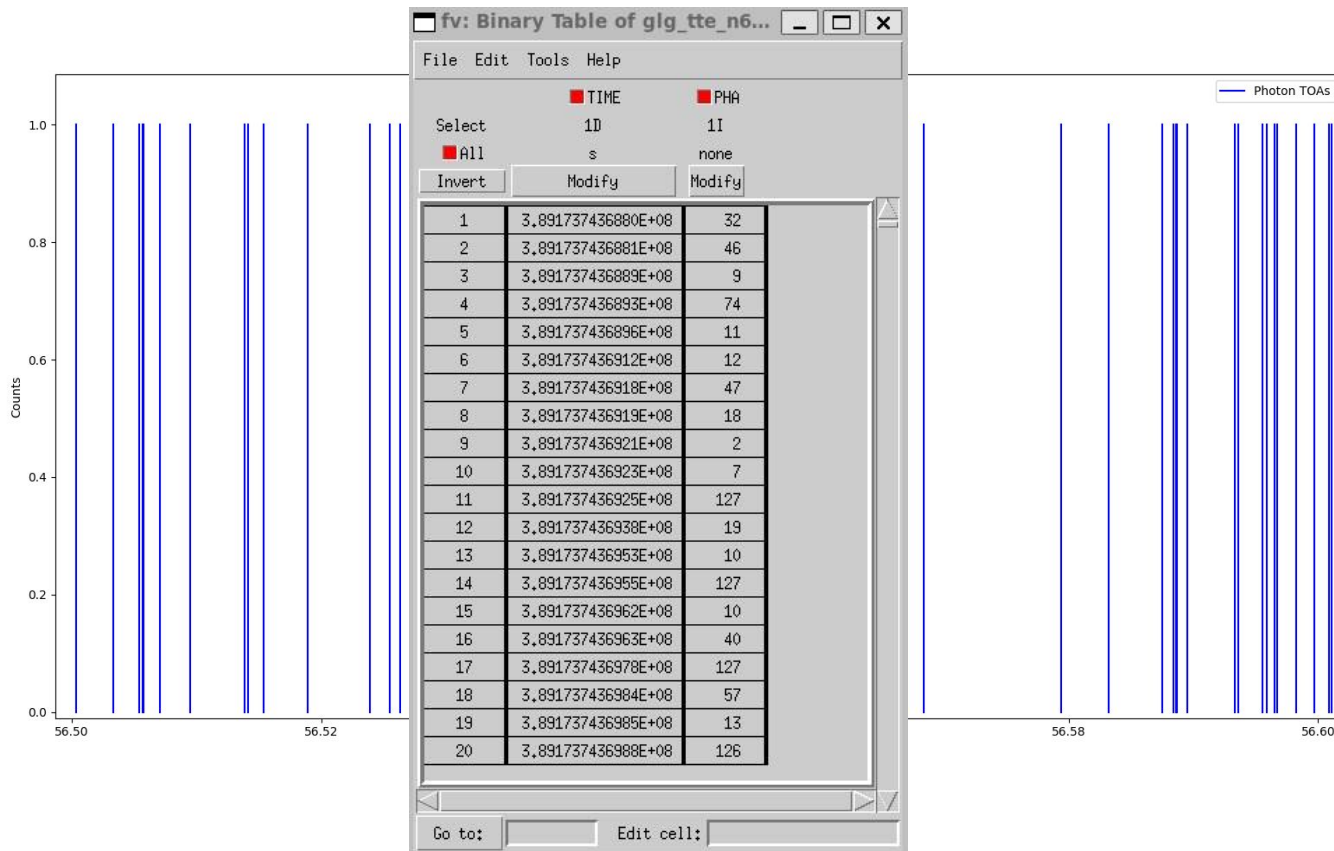 fv: Binary Table of glg_tte_n6...
File Edit Tools Help
TIME PHA
Select 1D 1I
All s none
Invert Modify Modify
1 3.891737436880E+08 32
2 3.891737436881E+08 46
3 3.891737436889E+08 9
4 3.891737436893E+08 74
5 3.891737436896E+08 11
6 3.891737436912E+08 12
7 3.891737436918E+08 47
8 3.891737436919E+08 18
9 3.891737436921E+08 2
10 3.891737436923E+08 7
11 3.891737436925E+08 127
12 3.891737436938E+08 19
13 3.891737436953E+08 10
14 3.891737436955E+08 127
15 3.891737436962E+08 10
16 3.891737436963E+08 40
17 3.891737436978E+08 127
18 3.891737436984E+08 57
19 3.891737436985E+08 13
20 3.891737436988E+08 126
Go to: Edit cell:
Photon TOAs
Counts
1.0
0.8
0.6
0.4
0.2
0.0
56.50 56.52 56.58 56.60